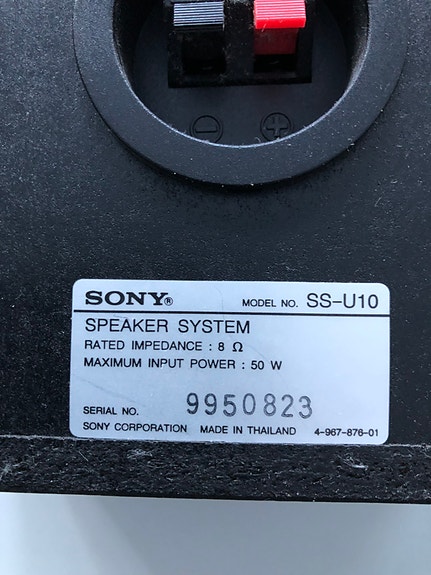 ⊖ ⊕
SONY® MODEL NO. SS-U10
SPEAKER SYSTEM
RATED IMPEDANCE : 8 Ω
MAXIMUM INPUT POWER : 50 W
SERIAL NO. 9950823
SONY CORPORATION MADE IN THAILAND 4-967-876-01